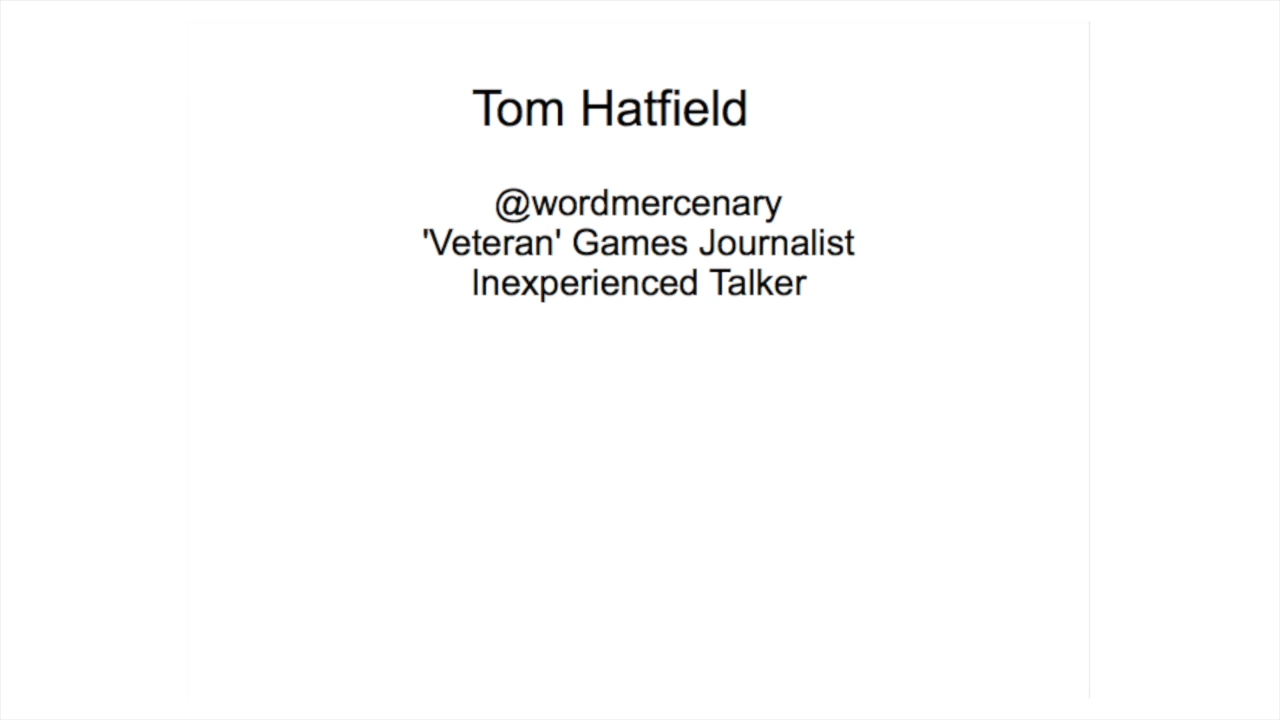 Tom Hatfield
@wordmercenary
'Veteran' Games Journalist
Inexperienced Talker